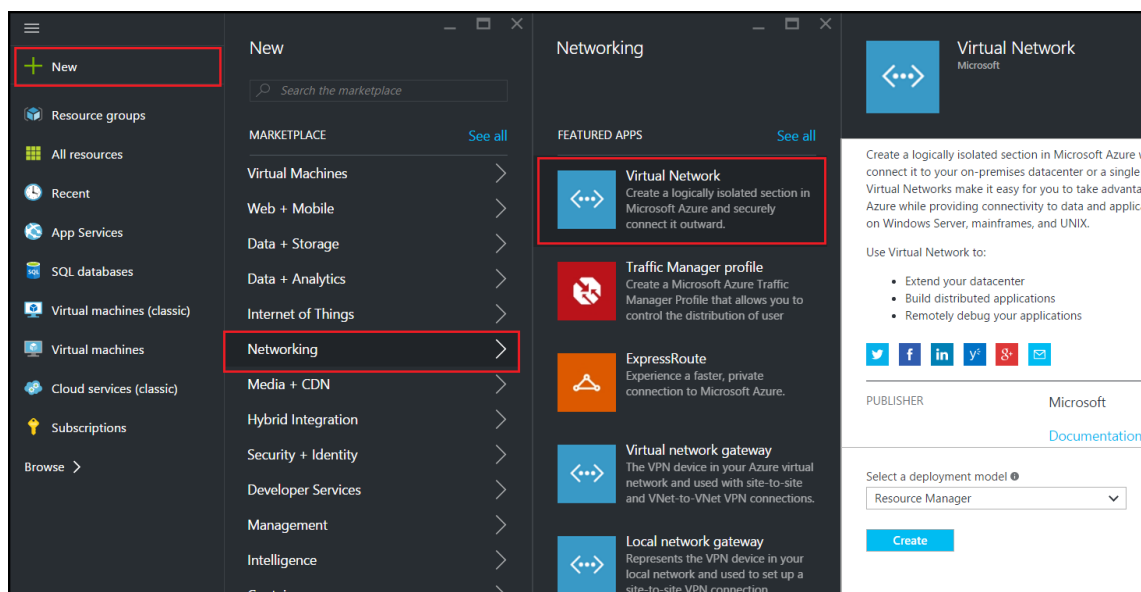 New
Resource groups
All resources
Recent
App Services
SQL
SQL databases
Virtual machines (classic)
Virtual machines
Cloud services (classic)
Subscriptions
Browse
New
Search the marketplace
MARKETPLACE See all
Virtual Machines
Web + Mobile
Data + Storage
Data + Analytics
Internet of Things
Networking
Media + CDN
Hybrid Integration
Security + Identity
Developer Services
Management
Intelligence
Networking
FEATURED APPS See all
Virtual Network
Create a logically isolated section in
Microsoft Azure and securely
connect it outward.
Traffic Manager profile
Create a Microsoft Azure Traffic
Manager Profile that allows you to
control the distribution of user
ExpressRoute
Experience a faster, private
connection to Microsoft Azure.
Virtual network gateway
The VPN device in your Azure virtual
network and used with site-to-site
and VNet-to-VNet VPN connections.
Local network gateway
Represents the VPN device in your
local network and used to set up a
site-to-site VPN connection
Virtual Network
Microsoft
Create a logically isolated section in Microsoft Azure
connect it to your on-premises datacenter or a single
Virtual Networks make it easy for you to take advanta
Azure while providing connectivity to data and applic
on Windows Server, mainframes, and UNIX.
Use Virtual Network to:
• Extend your datacenter
• Build distributed applications
• Remotely debug your applications
PUBLISHER Microsoft
Documentation
Select a deployment model
Resource Manager
Create